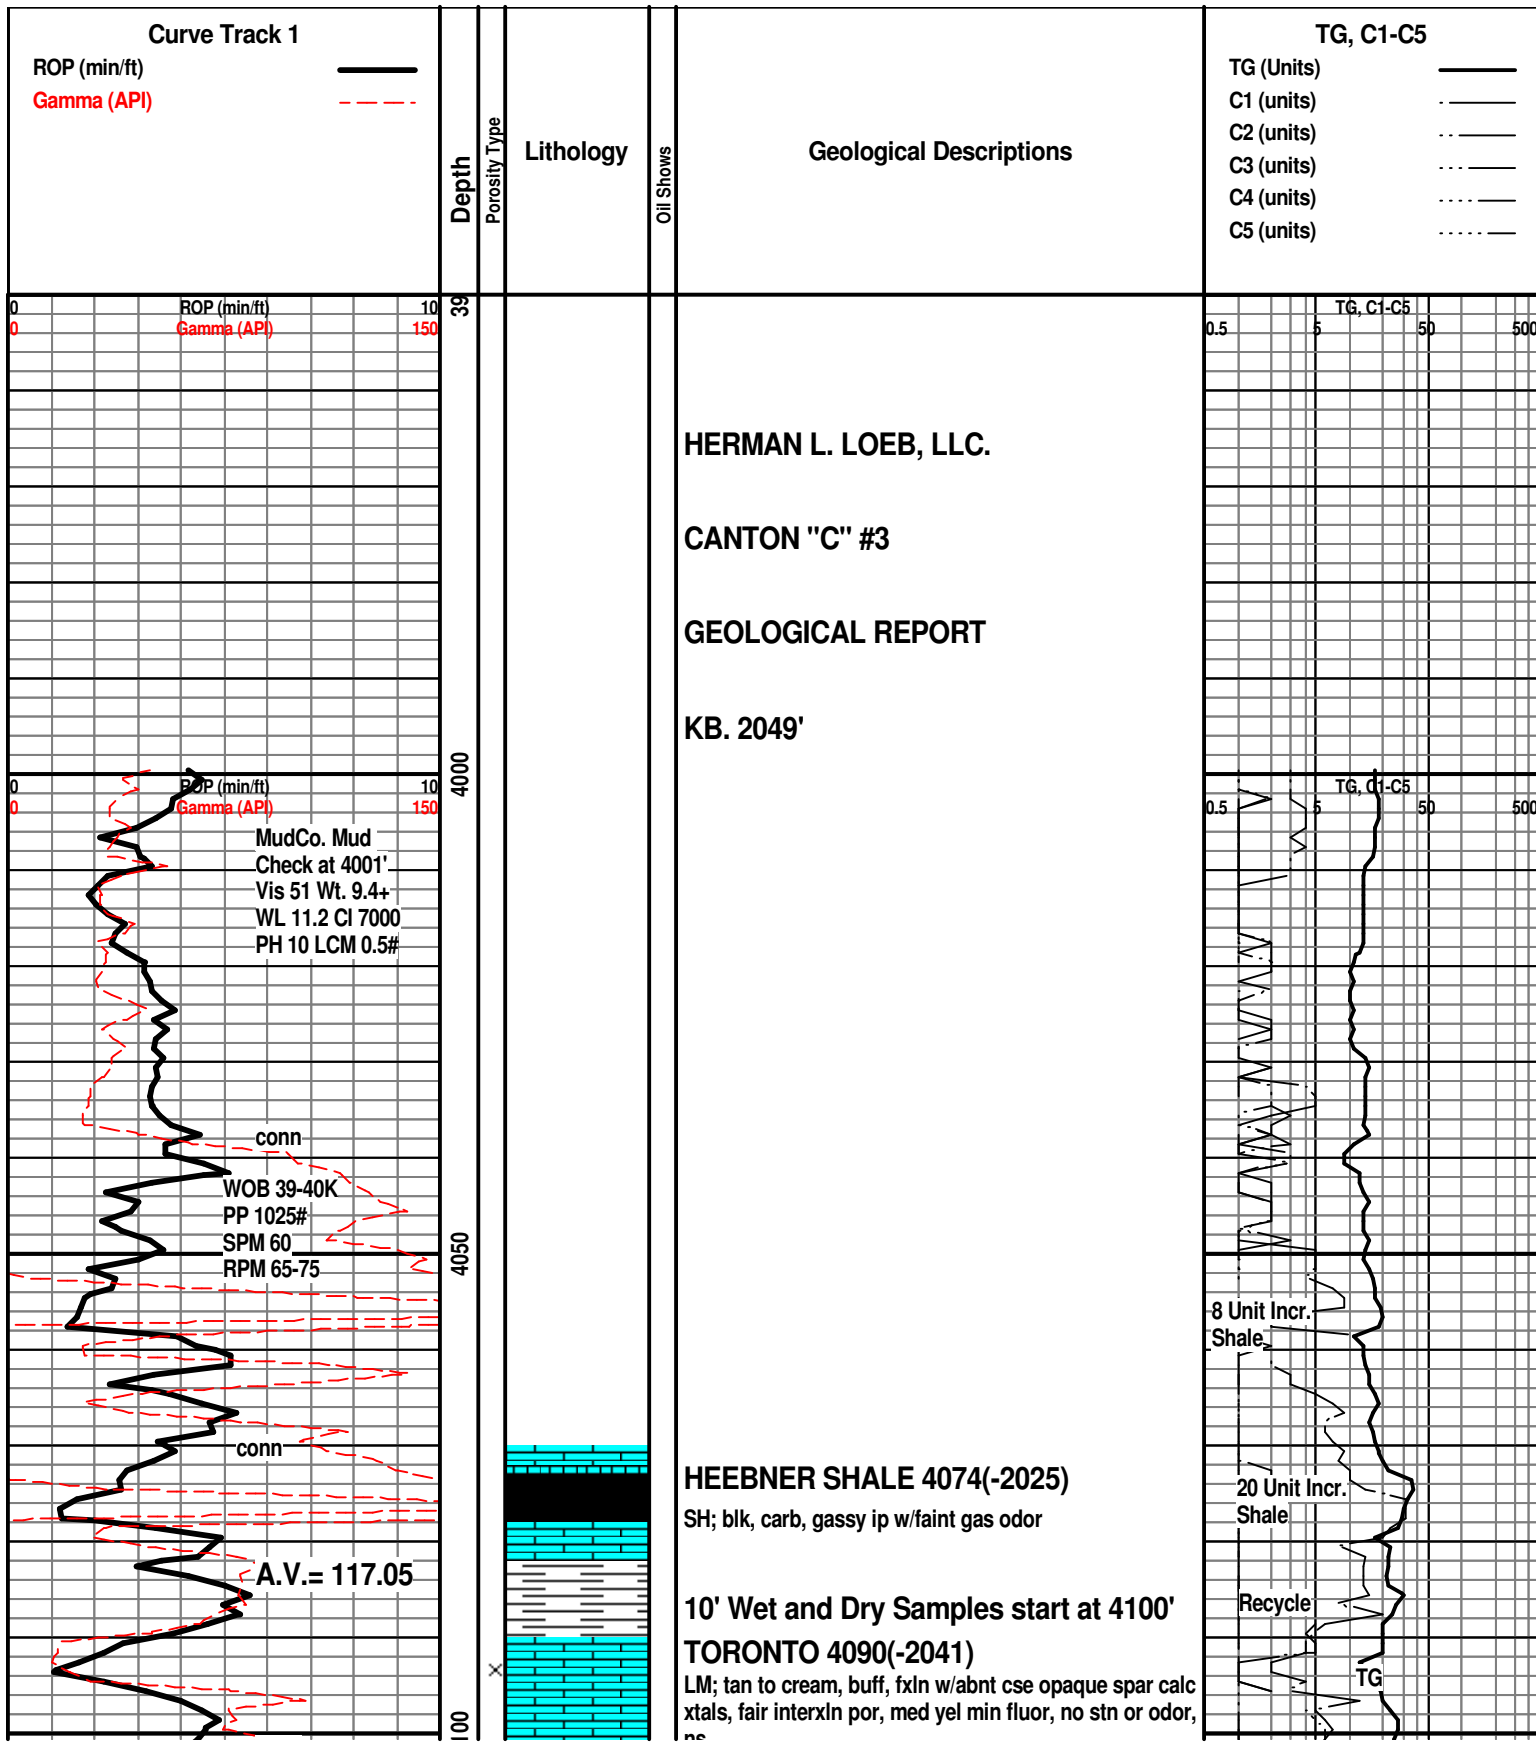 Curve Track 1
ROP (min/ft)
Gamma (API)
Depth
Porosity Type
Lithology
Oil Shows
Geological Descriptions
TG, C1-C5
TG (Units)
C1 (units)
C2 (units)
C3 (units)
C4 (units)
C5 (units)
0 ROP (min/ft) 10
0 Gamma (API) 150
39
TG, C1-C5
0.5 5 50 500
HERMAN L. LOEB, LLC.
CANTON "C" #3
GEOLOGICAL REPORT
KB. 2049'
0 ROP (min/ft) 10
0 Gamma (API) 150
4000
TG, C1-C5
0.5 5 50 500
MudCo. Mud
Check at 4001'
Vis 51 Wt. 9.4+
WL 11.2 Cl 7000
PH 10 LCM 0.5#
conn
WOB 39-40K
PP 1025#
SPM 60
RPM 65-75
4050
8 Unit Incr.
Shale
conn
HEEBNER SHALE 4074(-2025)
SH; blk, carb, gassy ip w/faint gas odor
20 Unit Incr.
Shale
A.V.= 117.05
10' Wet and Dry Samples start at 4100'
Recycle
TORONTO 4090(-2041)
LM; tan to cream, buff, fxln w/abnt cse opaque spar calc
xtals, fair interxln por, med yel min fluor, no stn or odor,
ns
TG
100